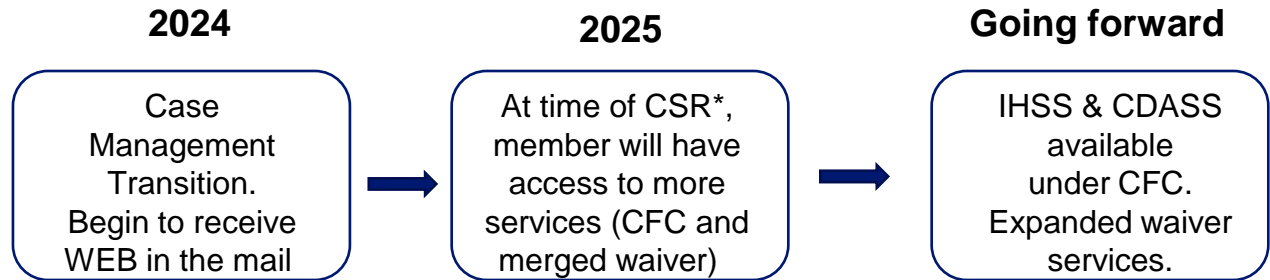 2024
Case
Management
Transition.
Begin to receive
WEB in the mail
2025
At time of CSR*,
member will have
access to more
services (CFC and
merged waiver)
Going forward
IHSS & CDASS
available
under CFC.
Expanded waiver
services.